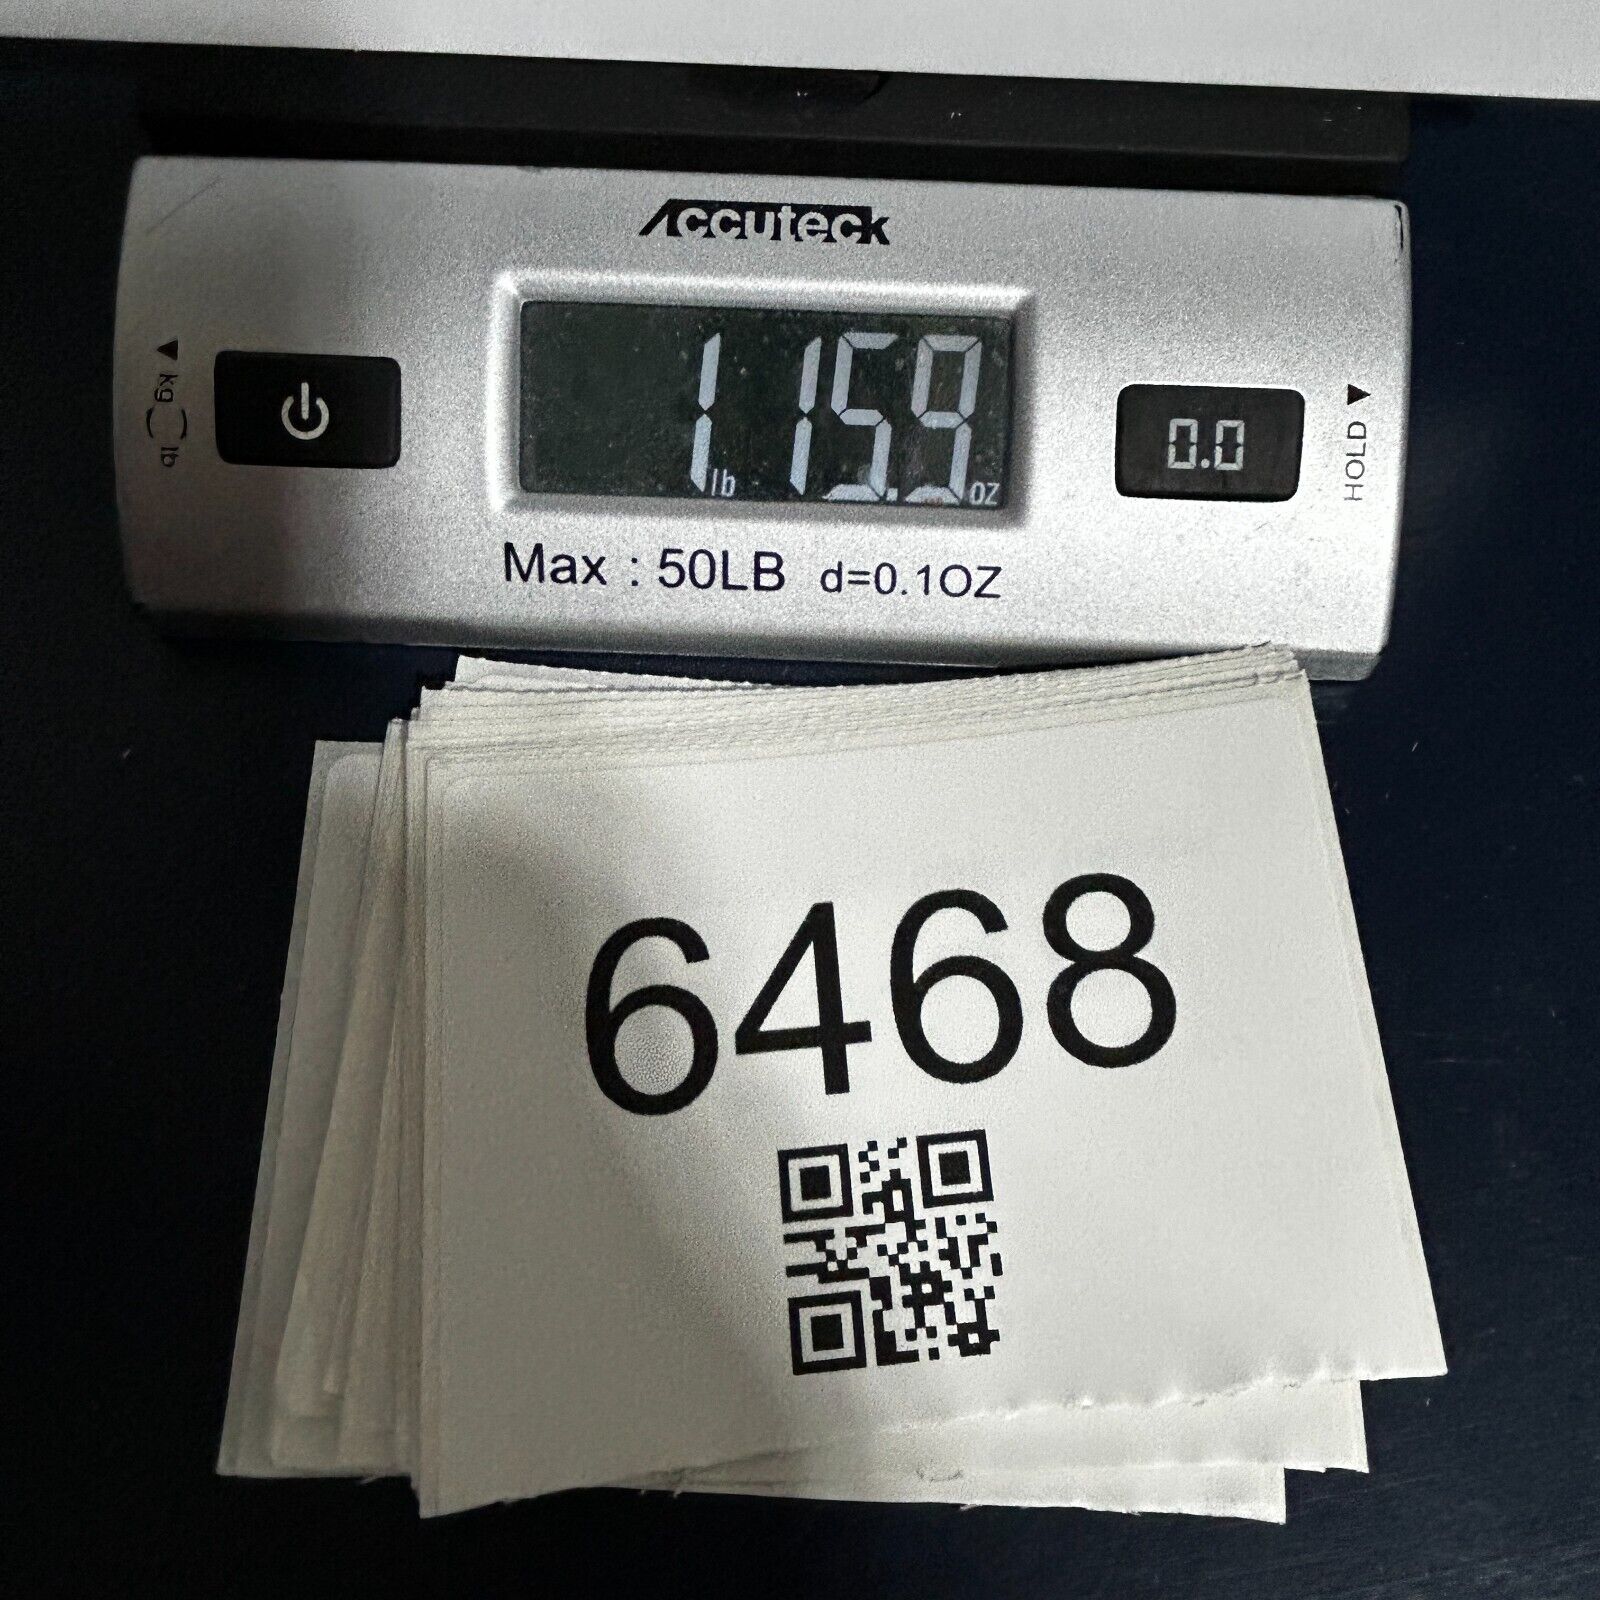 Accuteck
kg lb
1 lb 15.9 oz
0.0
HOLD
Max : 50LB d=0.1OZ
6468